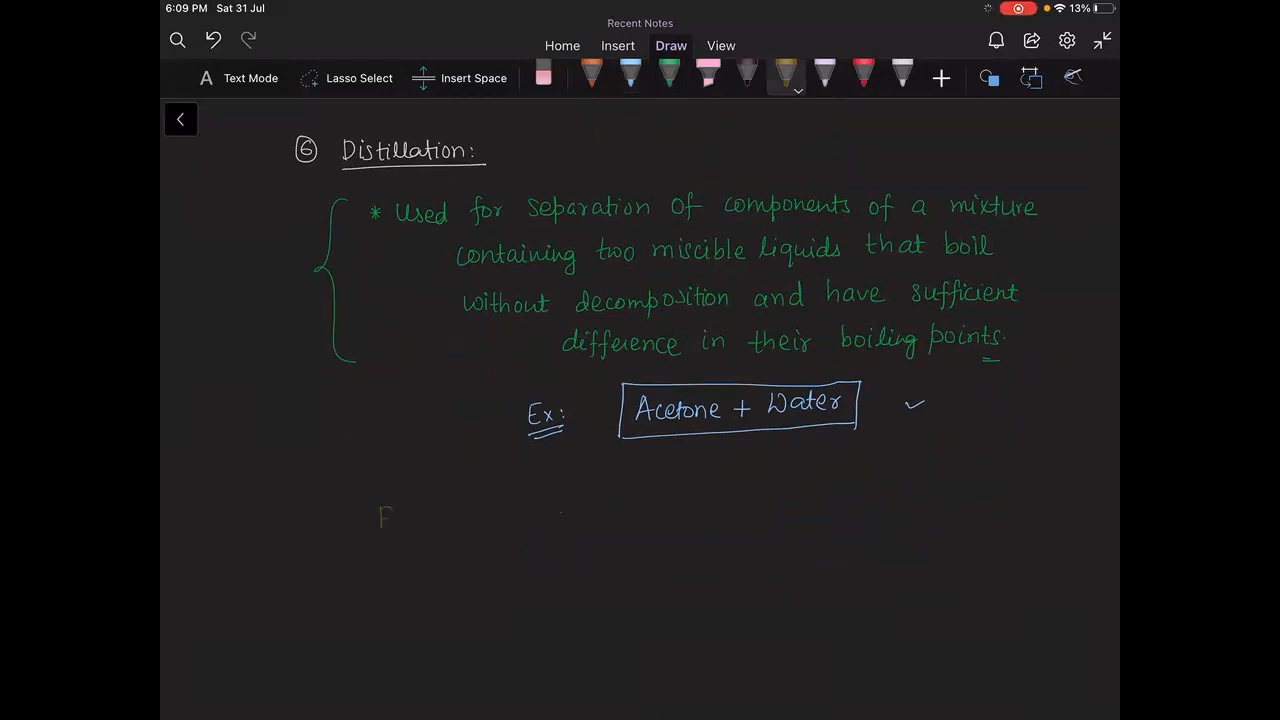 6:09 PM Sat 31 Jul
13%
Recent Notes
Home Insert Draw View
A Text Mode Lasso Select Insert Space
⑥ Distillation:
* Used for separation of components of a mixture
containing two miscible liquids that boil
without decomposition and have sufficient
difference in their boiling points.
Ex: Acetone + Water
F